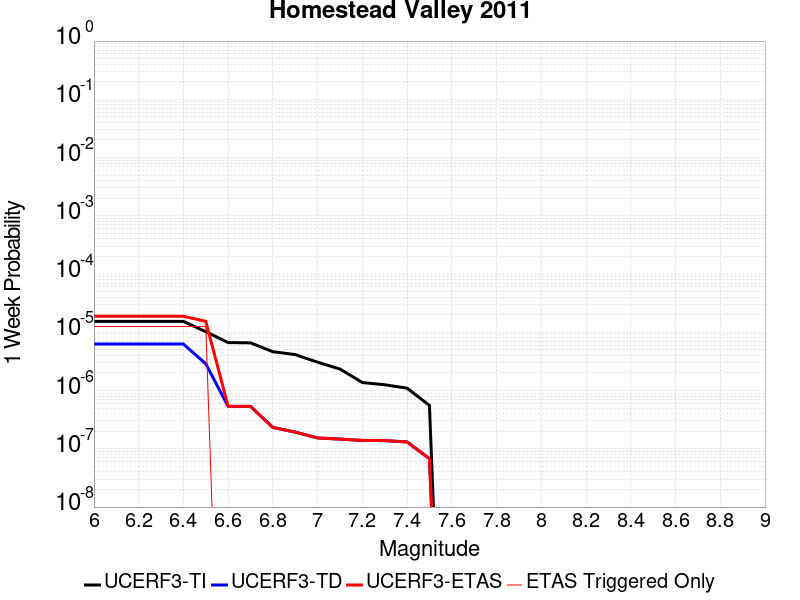 Homestead Valley 2011
10 0
10 -1
10 -2
10 -3
10 -4
10 -5
10 -6
10 -7
10 -8
1 Week Probability
6 6.2 6.4 6.6 6.8 7 7.2 7.4 7.6 7.8 8 8.2 8.4 8.6 8.8 9
Magnitude
UCERF3-TI UCERF3-TD UCERF3-ETAS ETAS Triggered Only